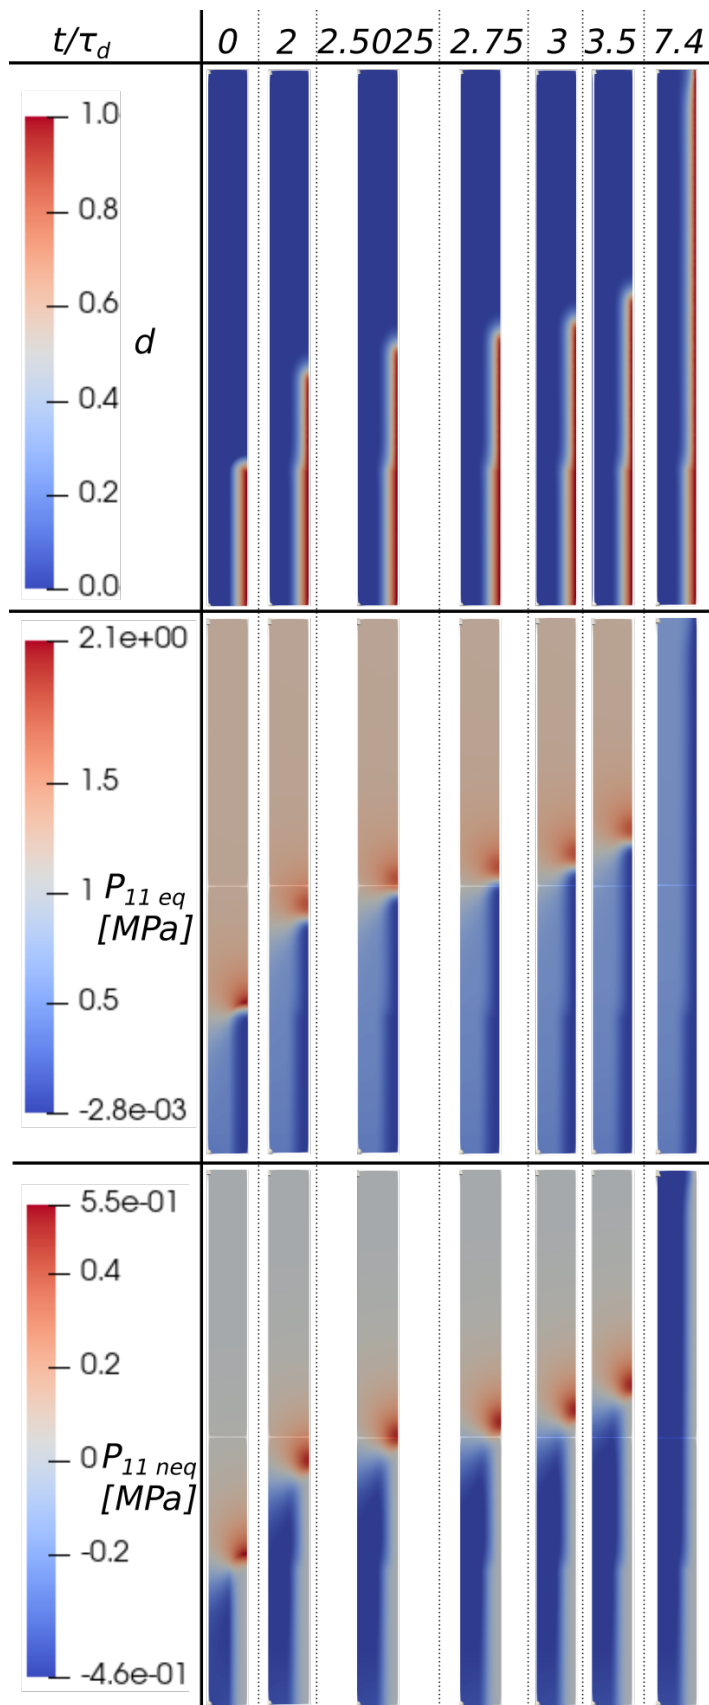 t/τd 0 2 2.5025 2.75 3 3.5 7.4
1.0
0.8
0.6
d
0.4
0.2
0.0
2.1e+00
1.5
1 P11 eq
[MPa]
0.5
-2.8e-03
5.5e-01
0.4
0.2
0 P11 neq
[MPa]
-0.2
-4.6e-01